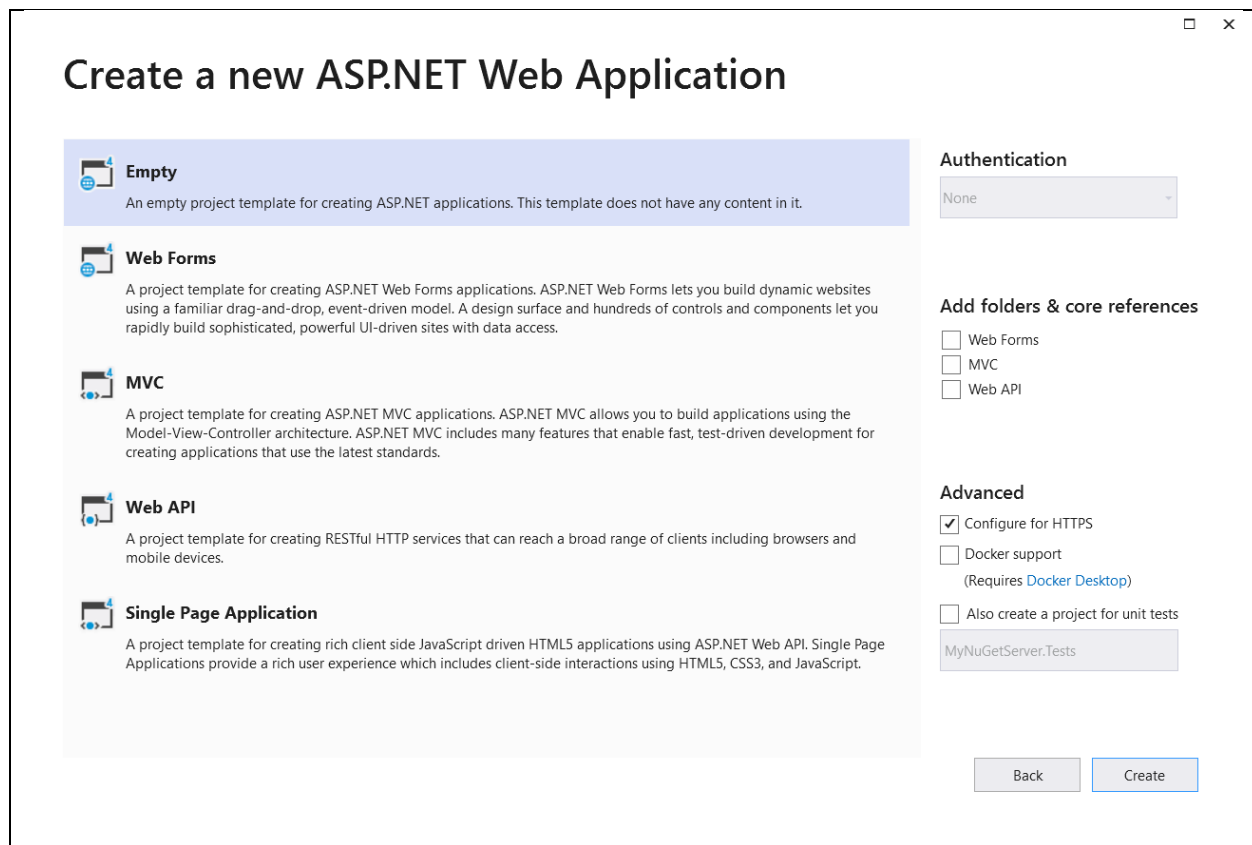 Create a new ASP.NET Web Application
Empty
An empty project template for creating ASP.NET applications. This template does not have any content in it.
Web Forms
A project template for creating ASP.NET Web Forms applications. ASP.NET Web Forms lets you build dynamic websites
using a familiar drag-and-drop, event-driven model. A design surface and hundreds of controls and components let you
rapidly build sophisticated, powerful UI-driven sites with data access.
MVC
A project template for creating ASP.NET MVC applications. ASP.NET MVC allows you to build applications using the
Model-View-Controller architecture. ASP.NET MVC includes many features that enable fast, test-driven development for
creating applications that use the latest standards.
Web API
A project template for creating RESTful HTTP services that can reach a broad range of clients including browsers and
mobile devices.
Single Page Application
A project template for creating rich client side JavaScript driven HTML5 applications using ASP.NET Web API. Single Page
Applications provide a rich user experience which includes client-side interactions using HTML5, CSS3, and JavaScript.
Authentication
None
Add folders & core references
Web Forms
MVC
Web API
Advanced
Configure for HTTPS
Docker support
(Requires Docker Desktop)
Also create a project for unit tests
MyNuGetServer.Tests
Back
Create